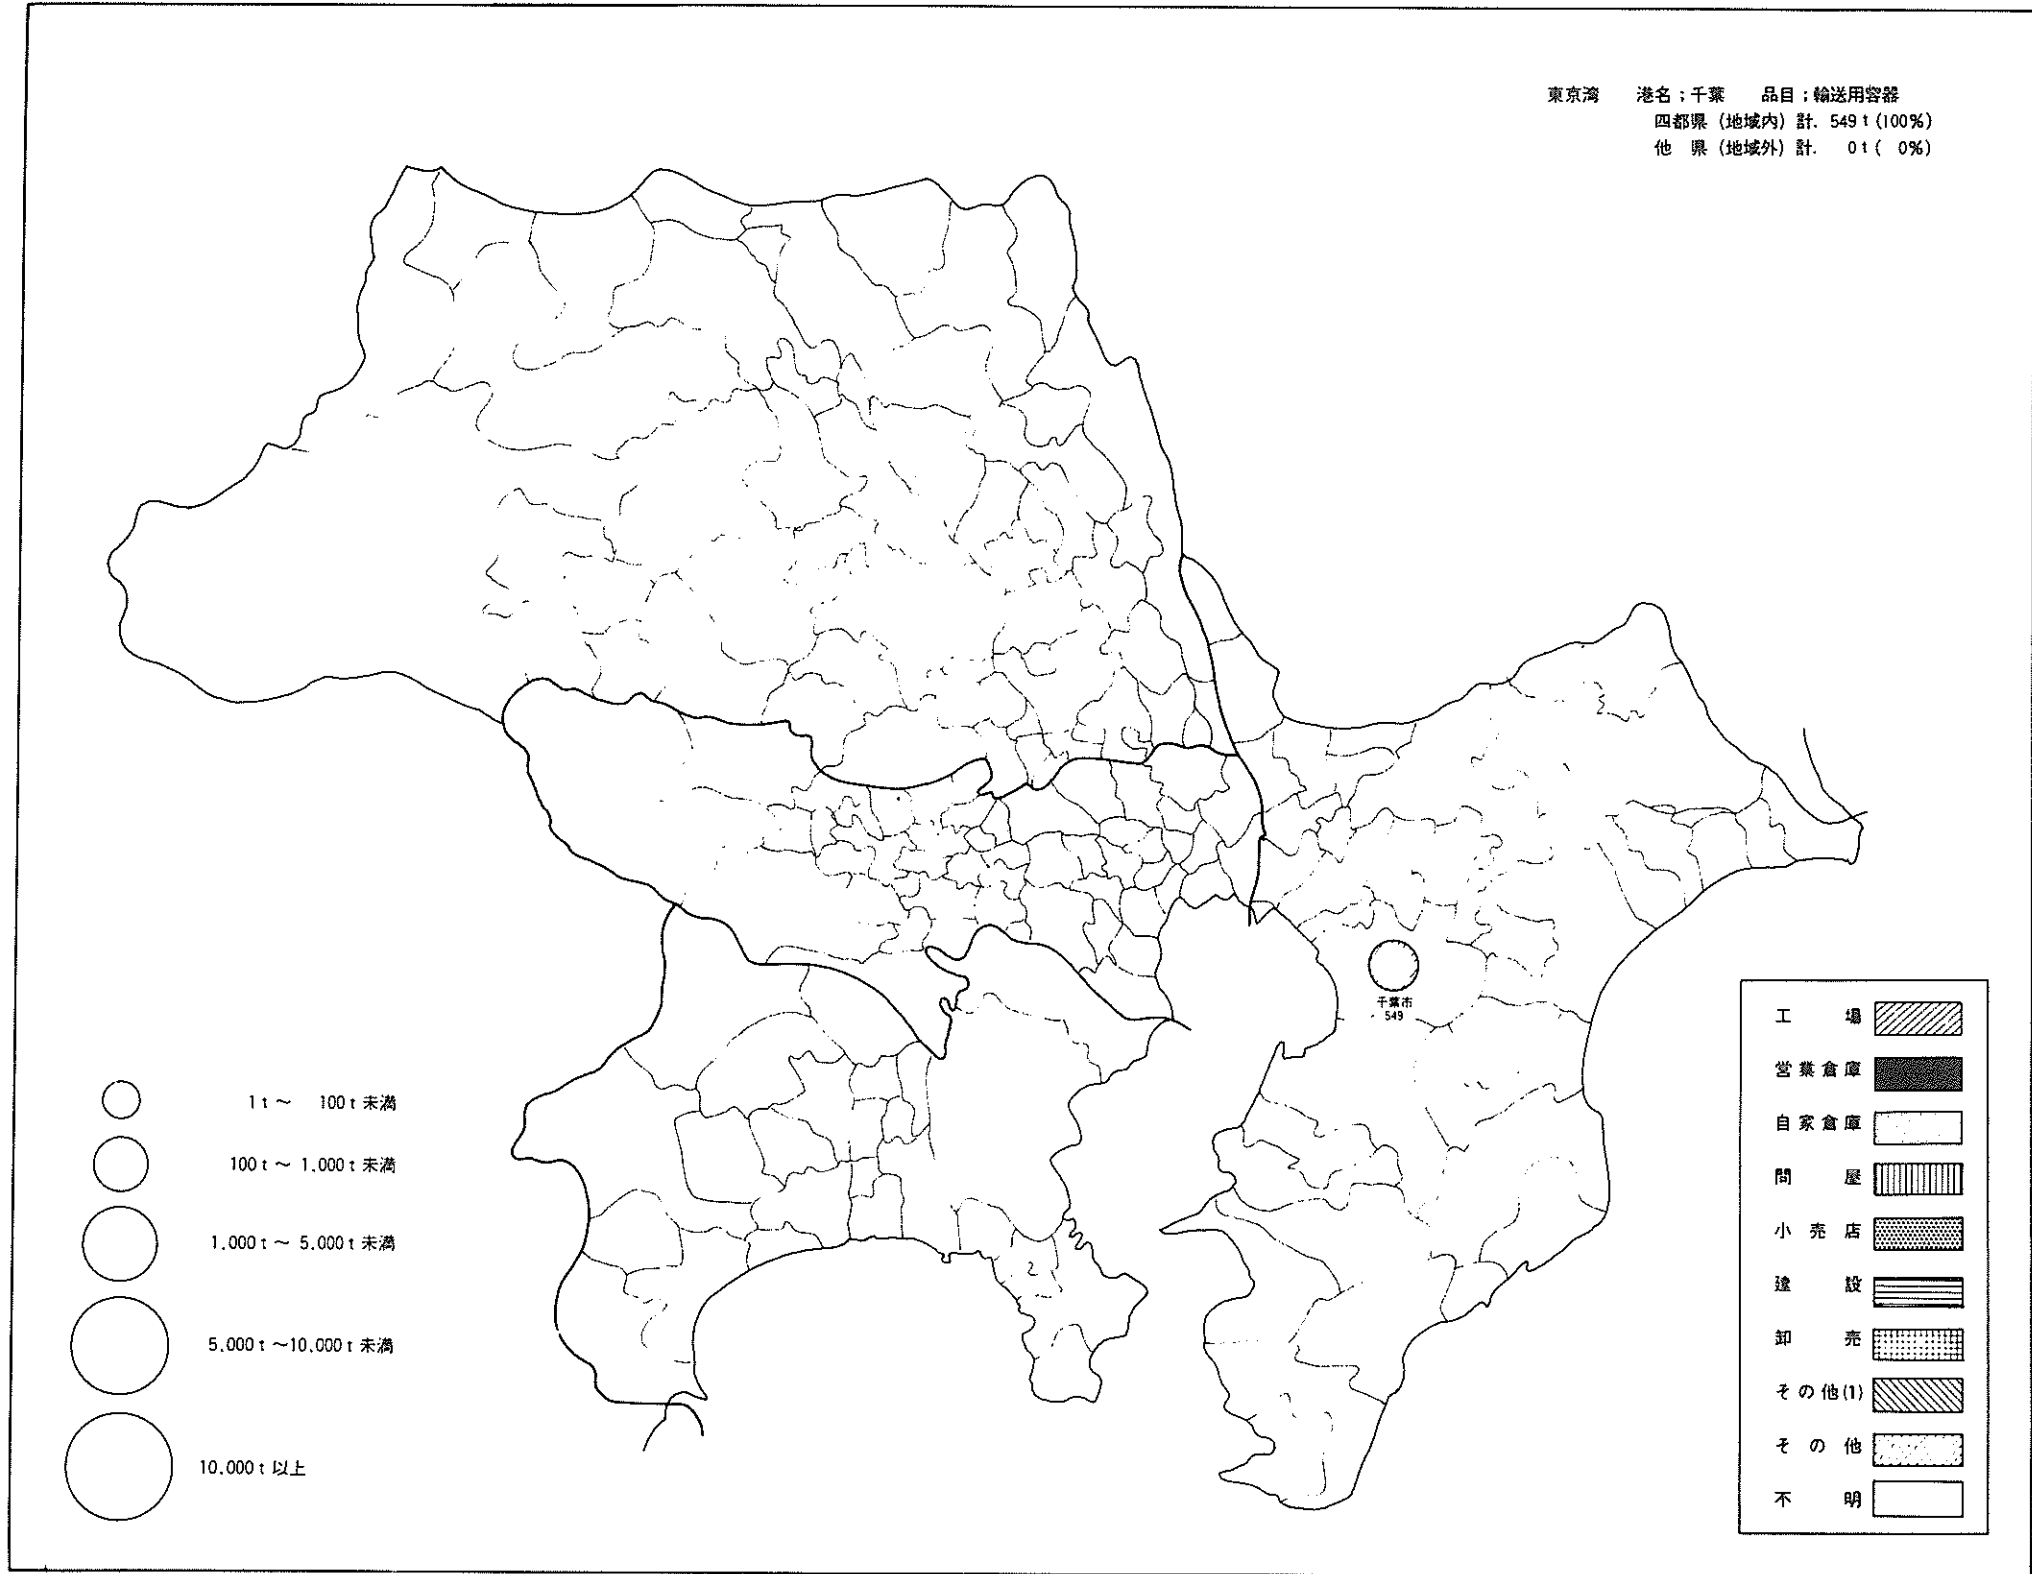 東京湾 港名;千葉 品目;輸送用容器
四都県(地域内)計. 549t(100%)
他 県(地域外)計. 0t( 0%)
千葉市
549
1t~ 100t未満
100t~1,000t未満
1,000t~5,000t未満
5,000t~10,000t未満
10,000t以上
工場
営業倉庫
自家倉庫
問屋
小売店
建設
卸売
その他(1)
その他
不明